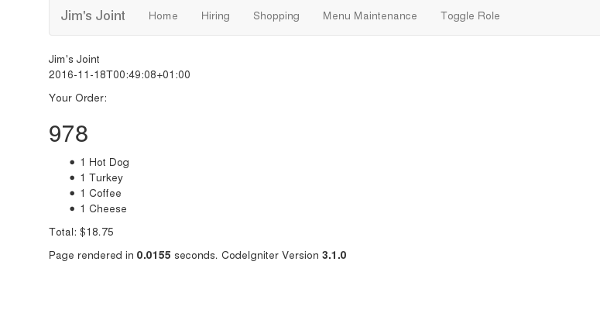 Jim's Joint Home Hiring Shopping Menu Maintenance Toggle Role
Jim's Joint
2016-11-18T00:49:08+01:00
Your Order:
978
• 1 Hot Dog
• 1 Turkey
• 1 Coffee
• 1 Cheese
Total: $18.75
Page rendered in 0.0155 seconds. CodeIgniter Version 3.1.0